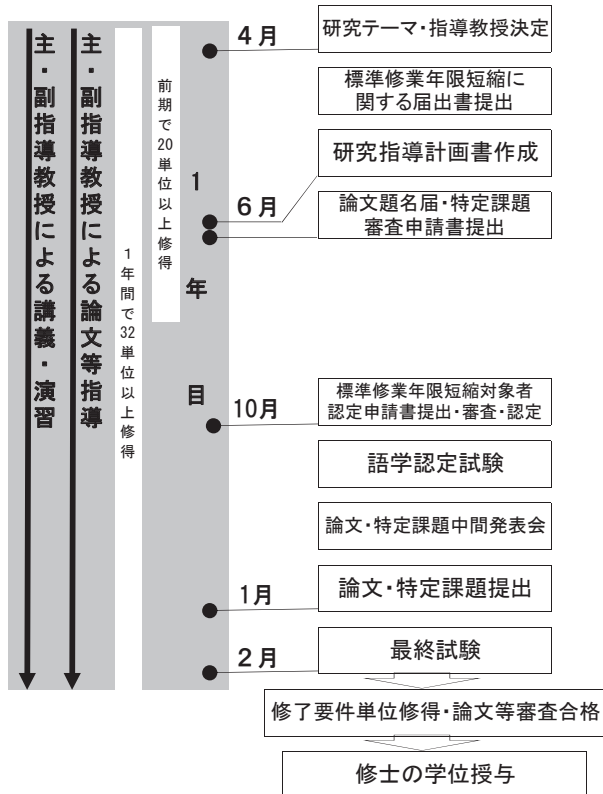 主・副指導教授による講義・演習
主・副指導教授による論文等指導
1年間で32単位以上修得
前期で20単位以上修得
1年目
4月
研究テーマ・指導教授決定
標準修業年限短縮に
関する届出書提出
研究指導計画書作成
6月
論文題名届・特定課題
審査申請書提出
10月
標準修業年限短縮対象者
認定申請書提出・審査・認定
語学認定試験
論文・特定課題中間発表会
1月
論文・特定課題提出
2月
最終試験
修了要件単位修得・論文等審査合格
修士の学位授与